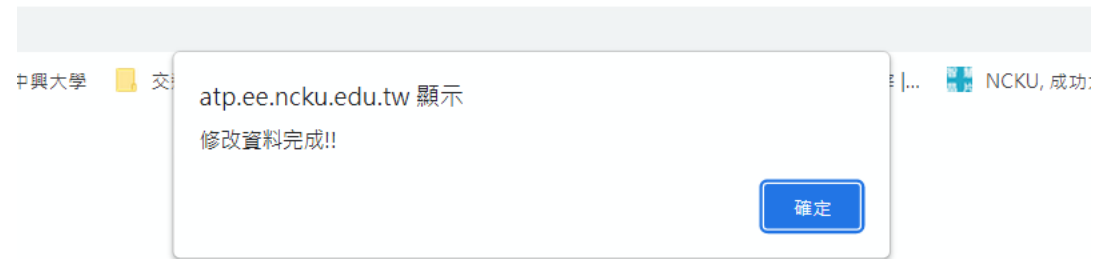 中興大學
交
|...
NCKU, 成功
atp.ee.ncku.edu.tw 顯示
修改資料完成!!
確定